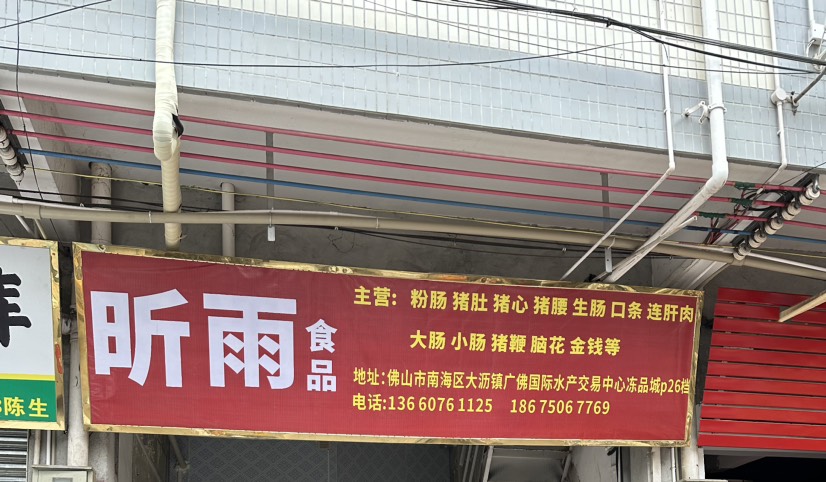 昕雨食品
主营：粉肠 猪肚 猪心 猪腰 生肠 口条 连肝肉
大肠 小肠 猪鞭 脑花 金钱等
地址:佛山市南海区大沥镇广佛国际水产交易中心冻品城p26档
电话:136 6076 1125 186 7506 7769
陈生